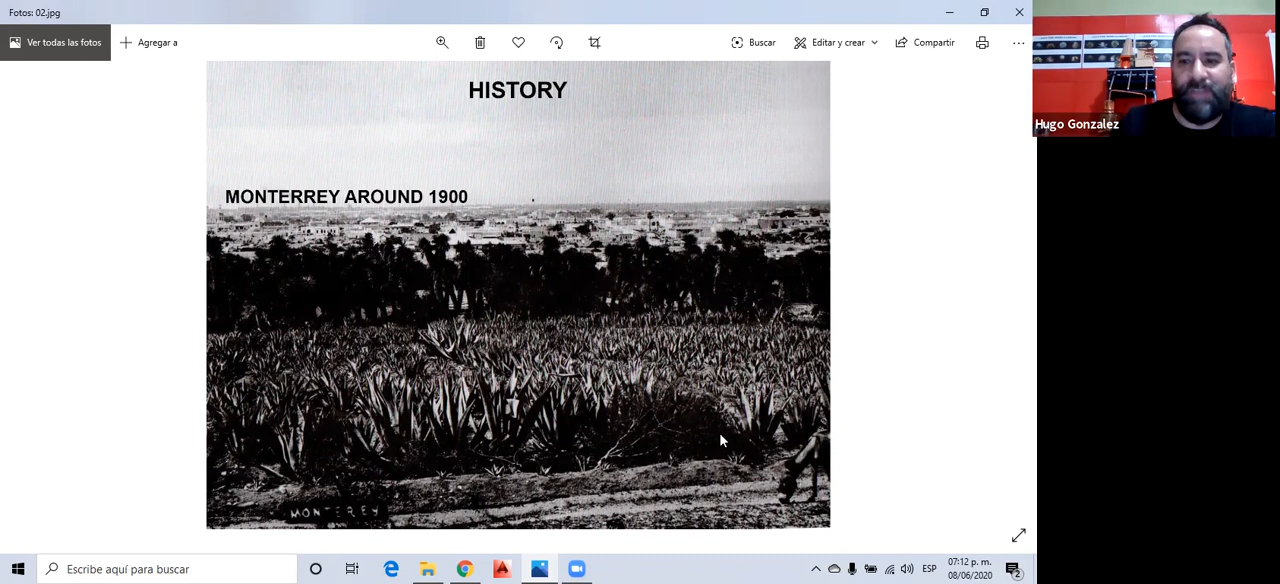 Fotos: 02.jpg
Ver todas las fotos
Agregar a
Buscar
Editar y crear
Compartir
HISTORY
MONTERREY AROUND 1900
MONTERREY
Hugo Gonzalez
Escribe aquí para buscar
ESP
07:12 p. m.
08/06/2020
2